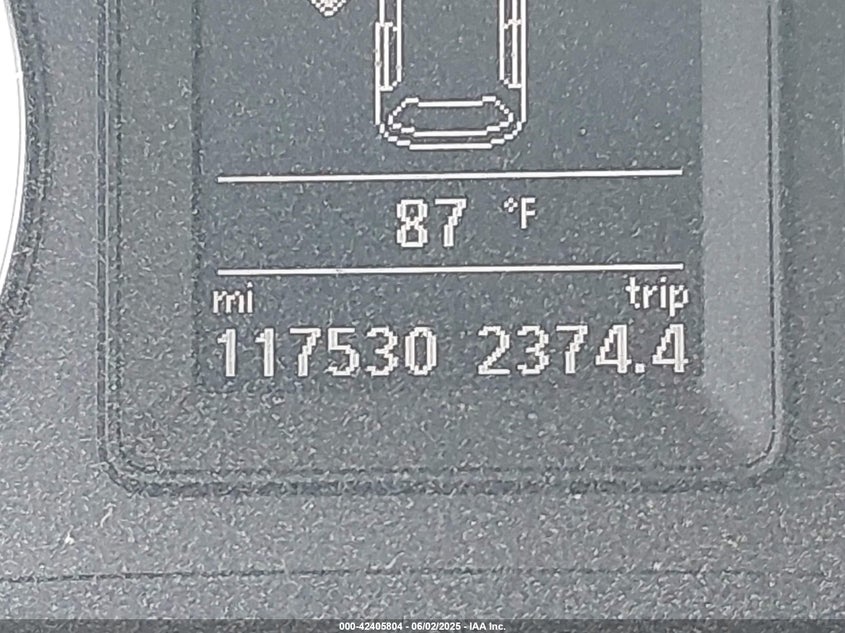 87 °F
mi trip
117530 2374.4
000-42405804 - 06/02/2025 - IAA Inc.